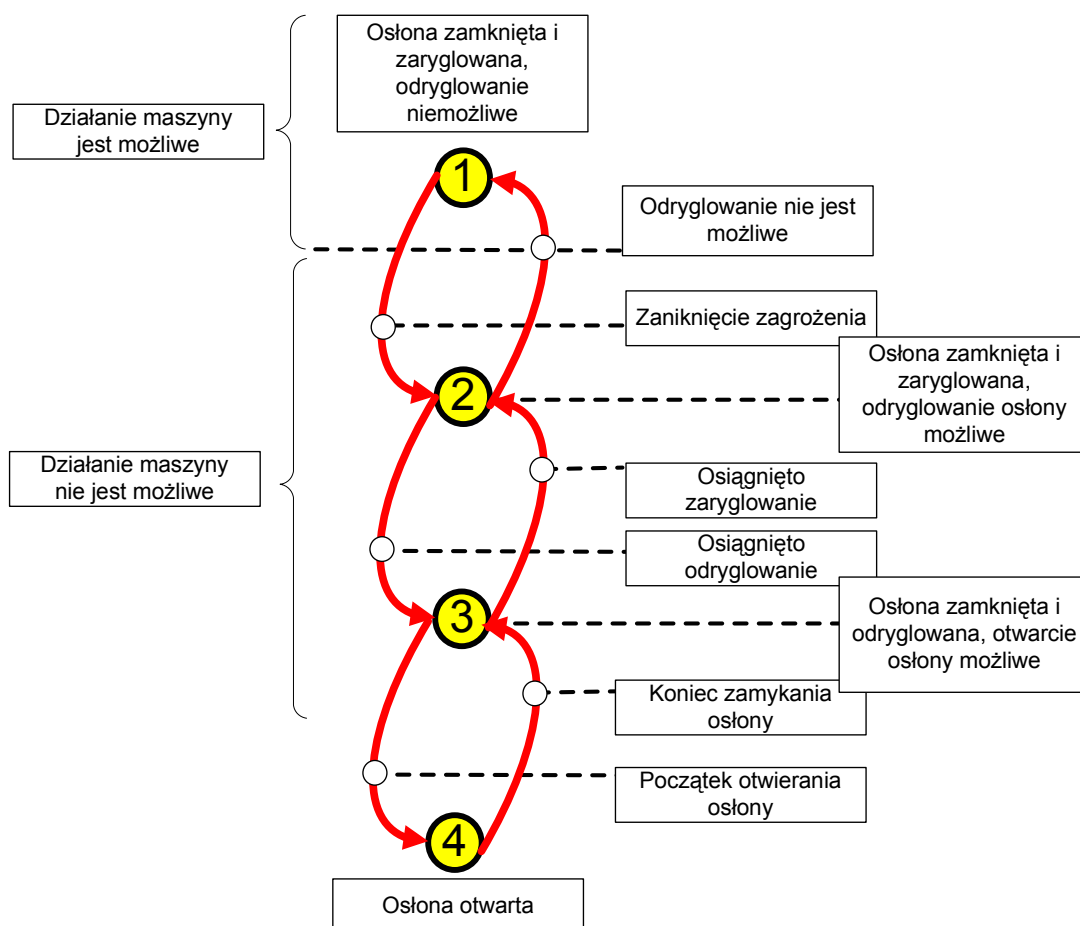 Osłona zamknięta i
zaryglowana,
odryglowanie
niemożliwe
Działanie maszyny
jest możliwe
1
Odryglowanie nie jest
możliwe
Zaniknięcie zagrożenia
Osłona zamknięta i
zaryglowana,
odryglowanie osłony
możliwe
2
Działanie maszyny
nie jest możliwe
Osiągnięto
zaryglowanie
Osiągnięto
odryglowanie
3
Osłona zamknięta i
odryglowana, otwarcie
osłony możliwe
Koniec zamykania
osłony
Początek otwierania
osłony
4
Osłona otwarta